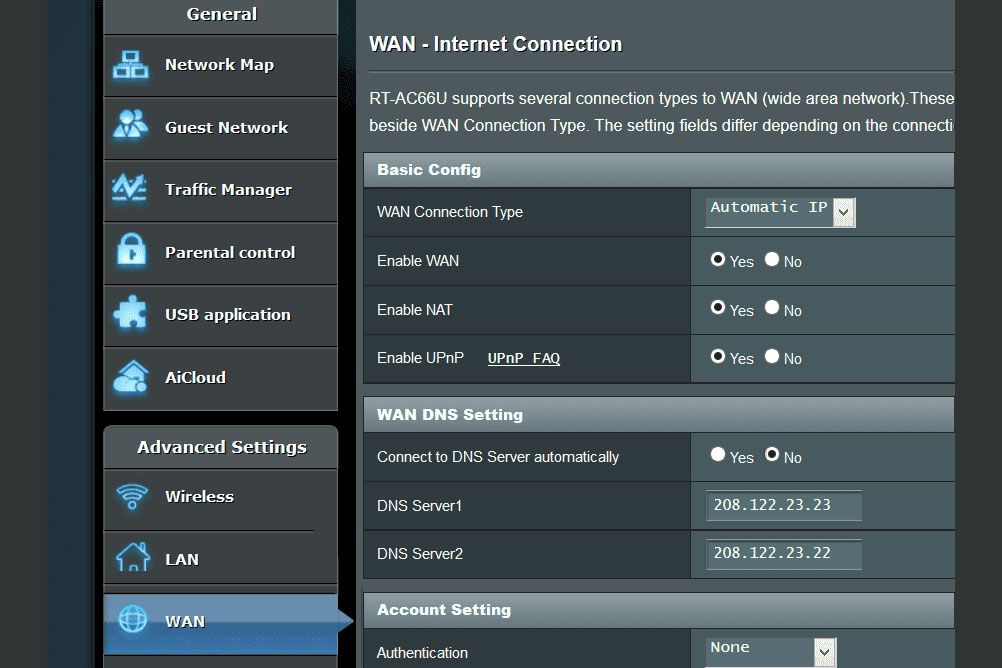 General
Network Map
Guest Network
Traffic Manager
Parental control
USB application
AiCloud
Advanced Settings
Wireless
LAN
WAN
WAN - Internet Connection
RT-AC66U supports several connection types to WAN (wide area network).These
beside WAN Connection Type. The setting fields differ depending on the connecti
Basic Config
WAN Connection Type Automatic IP
Enable WAN Yes No
Enable NAT Yes No
Enable UPnP UPnP FAQ Yes No
WAN DNS Setting
Connect to DNS Server automatically Yes No
DNS Server1 208.122.23.23
DNS Server2 208.122.23.22
Account Setting
Authentication None